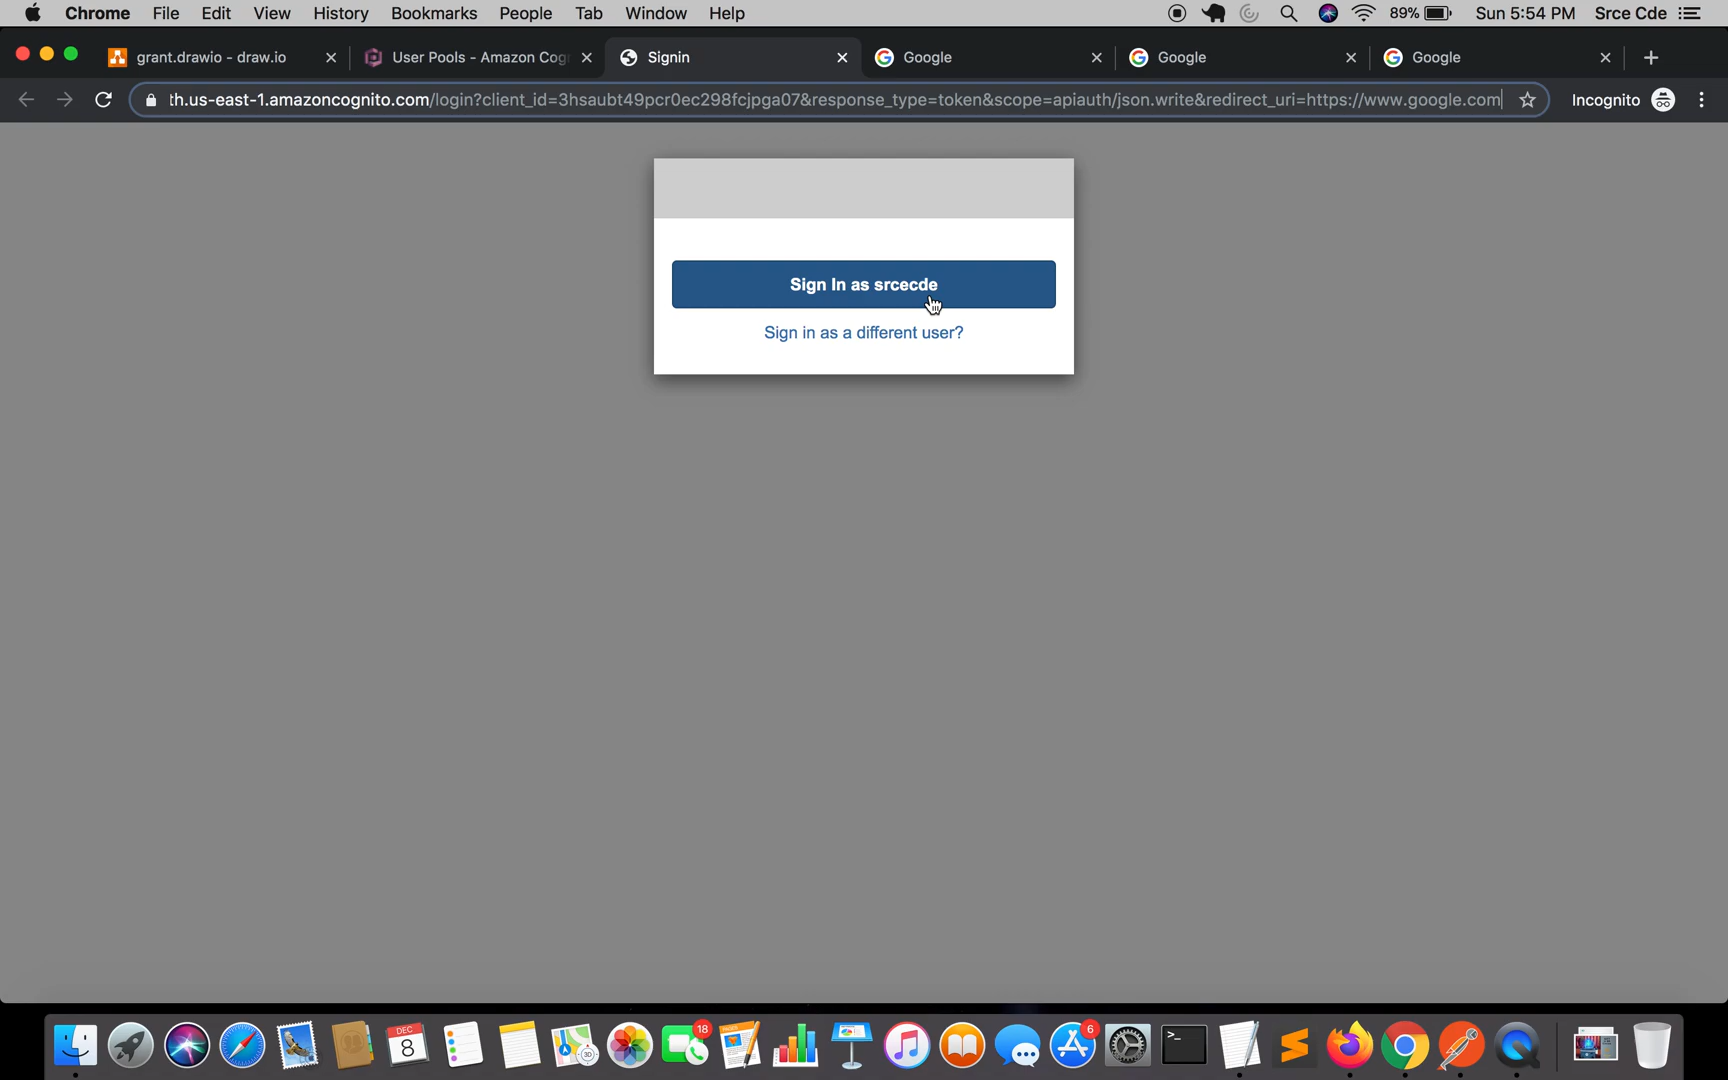 Chrome File Edit View History Bookmarks People Tab Window Help 89% Sun 5:54 PM Srce Cde
grant.drawio - draw.io User Pools - Amazon Cog Signin Google Google Google
th.us-east-1.amazoncognito.com/login?client_id=3hsaubt49pcr0ec298fcjpga07&response_type=token&scope=apiauth/json.write&redirect_uri=https://www.google.com Incognito
Sign In as srcecde
Sign in as a different user?
DEC 8 30 18 6